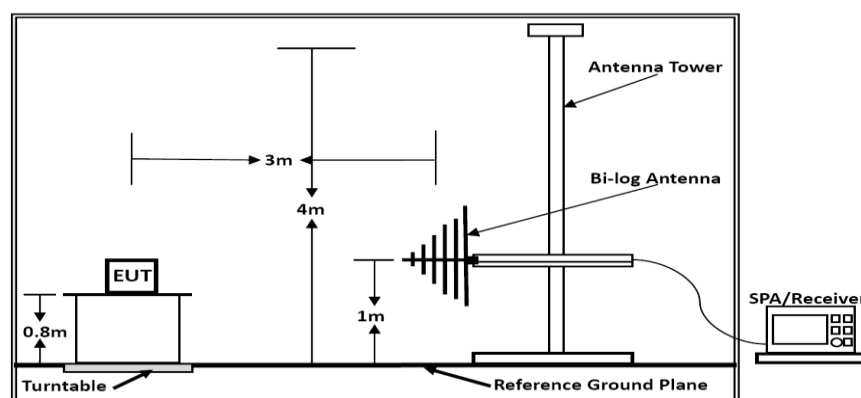 Antenna Tower
3m
Bi-log Antenna
4m
EUT
SPA/Receiver
0.8m
1m
Turntable
Reference Ground Plane